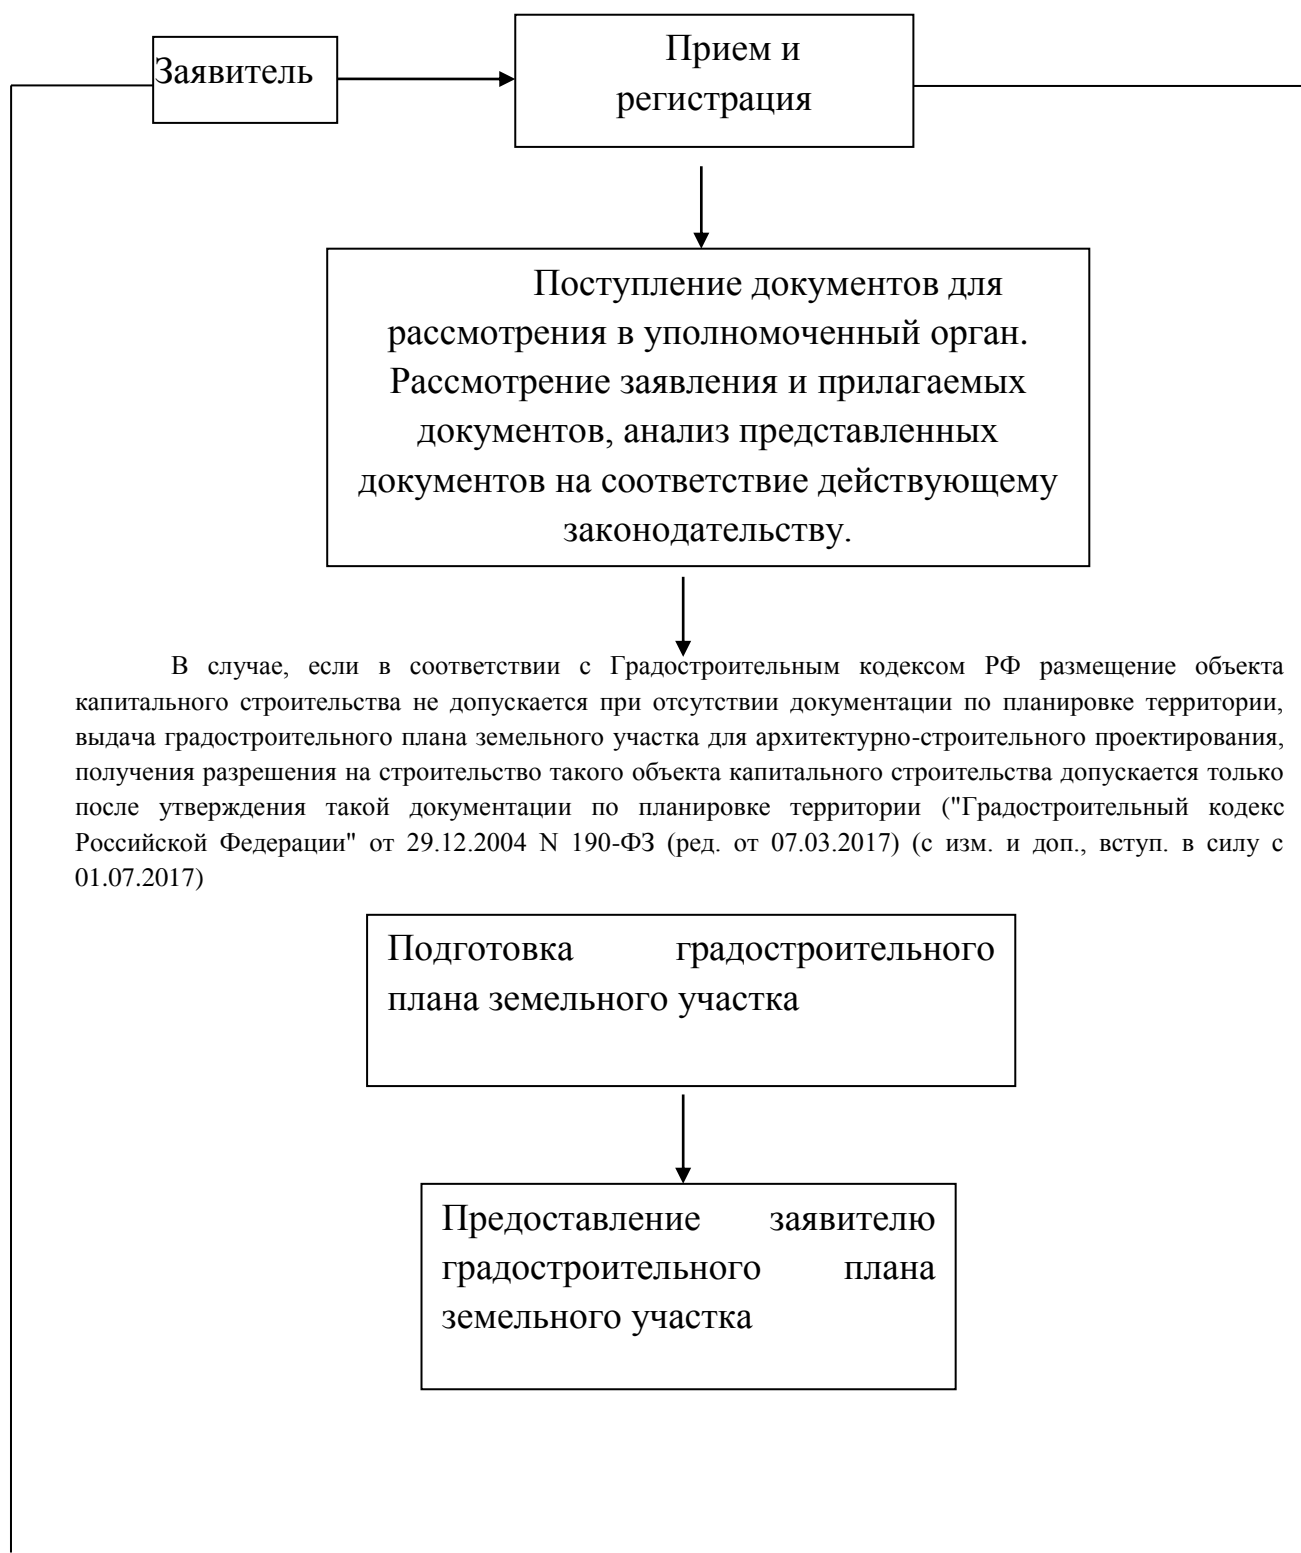 Заявитель
Прием и
регистрация
Поступление документов для
рассмотрения в уполномоченный орган.
Рассмотрение заявления и прилагаемых
документов, анализ представленных
документов на соответствие действующему
законодательству.
В случае, если в соответствии с Градостроительным кодексом РФ размещение объекта
капитального строительства не допускается при отсутствии документации по планировке территории,
выдача градостроительного плана земельного участка для архитектурно-строительного проектирования,
получения разрешения на строительство такого объекта капитального строительства допускается только
после утверждения такой документации по планировке территории ("Градостроительный кодекс
Российской Федерации" от 29.12.2004 N 190-ФЗ (ред. от 07.03.2017) (с изм. и доп., вступ. в силу с
01.07.2017)
Подготовка градостроительного
плана земельного участка
Предоставление заявителю
градостроительного плана
земельного участка